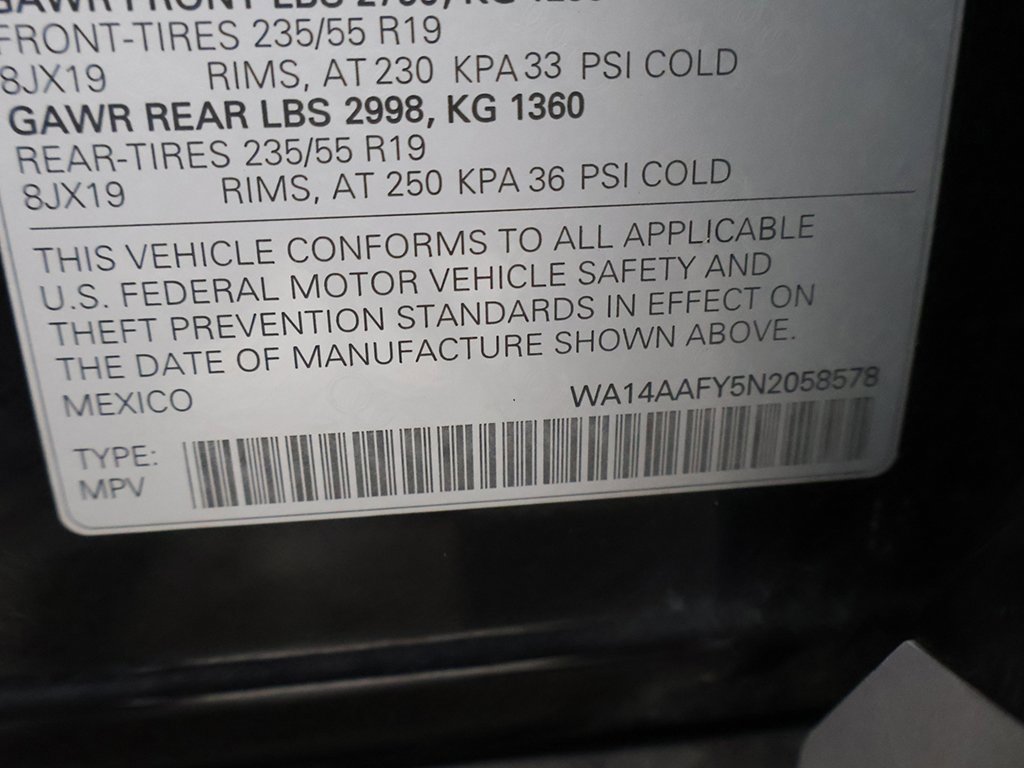 GAWR FRONT LBS
FRONT-TIRES 235/55 R19
8JX19 RIMS, AT 230 KPA 33 PSI COLD
GAWR REAR LBS 2998, KG 1360
REAR-TIRES 235/55 R19
8JX19 RIMS, AT 250 KPA 36 PSI COLD
THIS VEHICLE CONFORMS TO ALL APPLICABLE
U.S. FEDERAL MOTOR VEHICLE SAFETY AND
THEFT PREVENTION STANDARDS IN EFFECT ON
THE DATE OF MANUFACTURE SHOWN ABOVE.
MEXICO WA14AAFY5N2058578
TYPE:
MPV